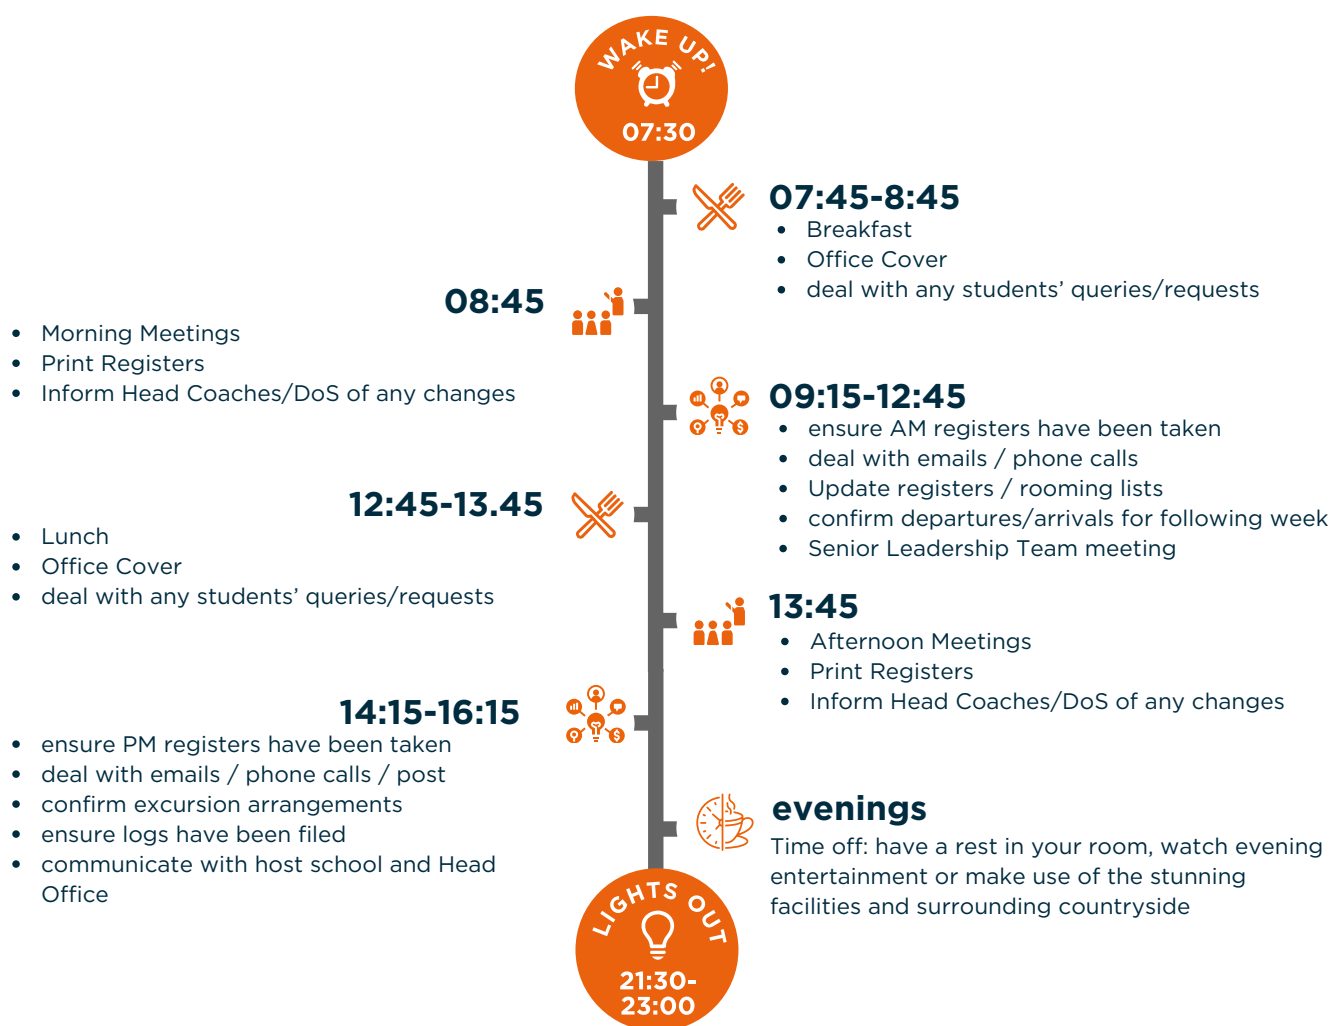 WAKE UP!
07:30
07:45-8:45
• Breakfast
• Office Cover
• deal with any students’ queries/requests
08:45
• Morning Meetings
• Print Registers
• Inform Head Coaches/DoS of any changes
09:15-12:45
• ensure AM registers have been taken
• deal with emails / phone calls
• Update registers / rooming lists
• confirm departures/arrivals for following week
• Senior Leadership Team meeting
12:45-13.45
• Lunch
• Office Cover
• deal with any students’ queries/requests
13:45
• Afternoon Meetings
• Print Registers
• Inform Head Coaches/DoS of any changes
14:15-16:15
• ensure PM registers have been taken
• deal with emails / phone calls / post
• confirm excursion arrangements
• ensure logs have been filed
• communicate with host school and Head
Office
evenings
Time off: have a rest in your room, watch evening
entertainment or make use of the stunning
facilities and surrounding countryside
LIGHTS OUT
21:30-
23:00